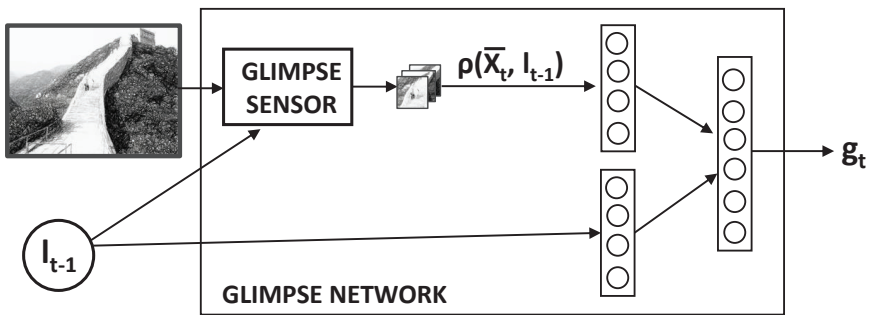 GLIMPSE
SENSOR
ρ(X̅ₜ, lₜ₋₁)
gₜ
lₜ₋₁
GLIMPSE NETWORK